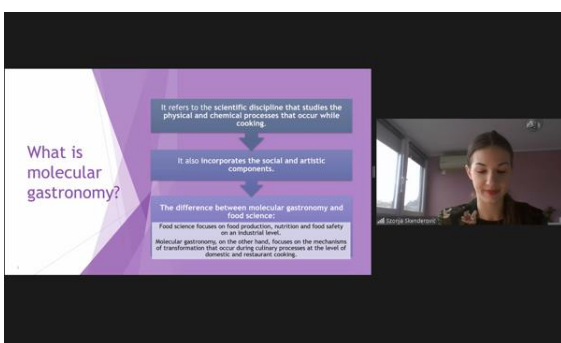 What is
molecular
gastronomy?
It refers to the scientific discipline that studies the
physical and chemical processes that occur while
cooking.
It also incorporates the social and artistic
components.
The difference between molecular gastronomy and
food science:
Food science focuses on food production, nutrition and food safety
on an industrial level.
Molecular gastronomy, on the other hand, focuses on the mechanisms
of transformation that occur during culinary processes at the level of
domestic and restaurant cooking.